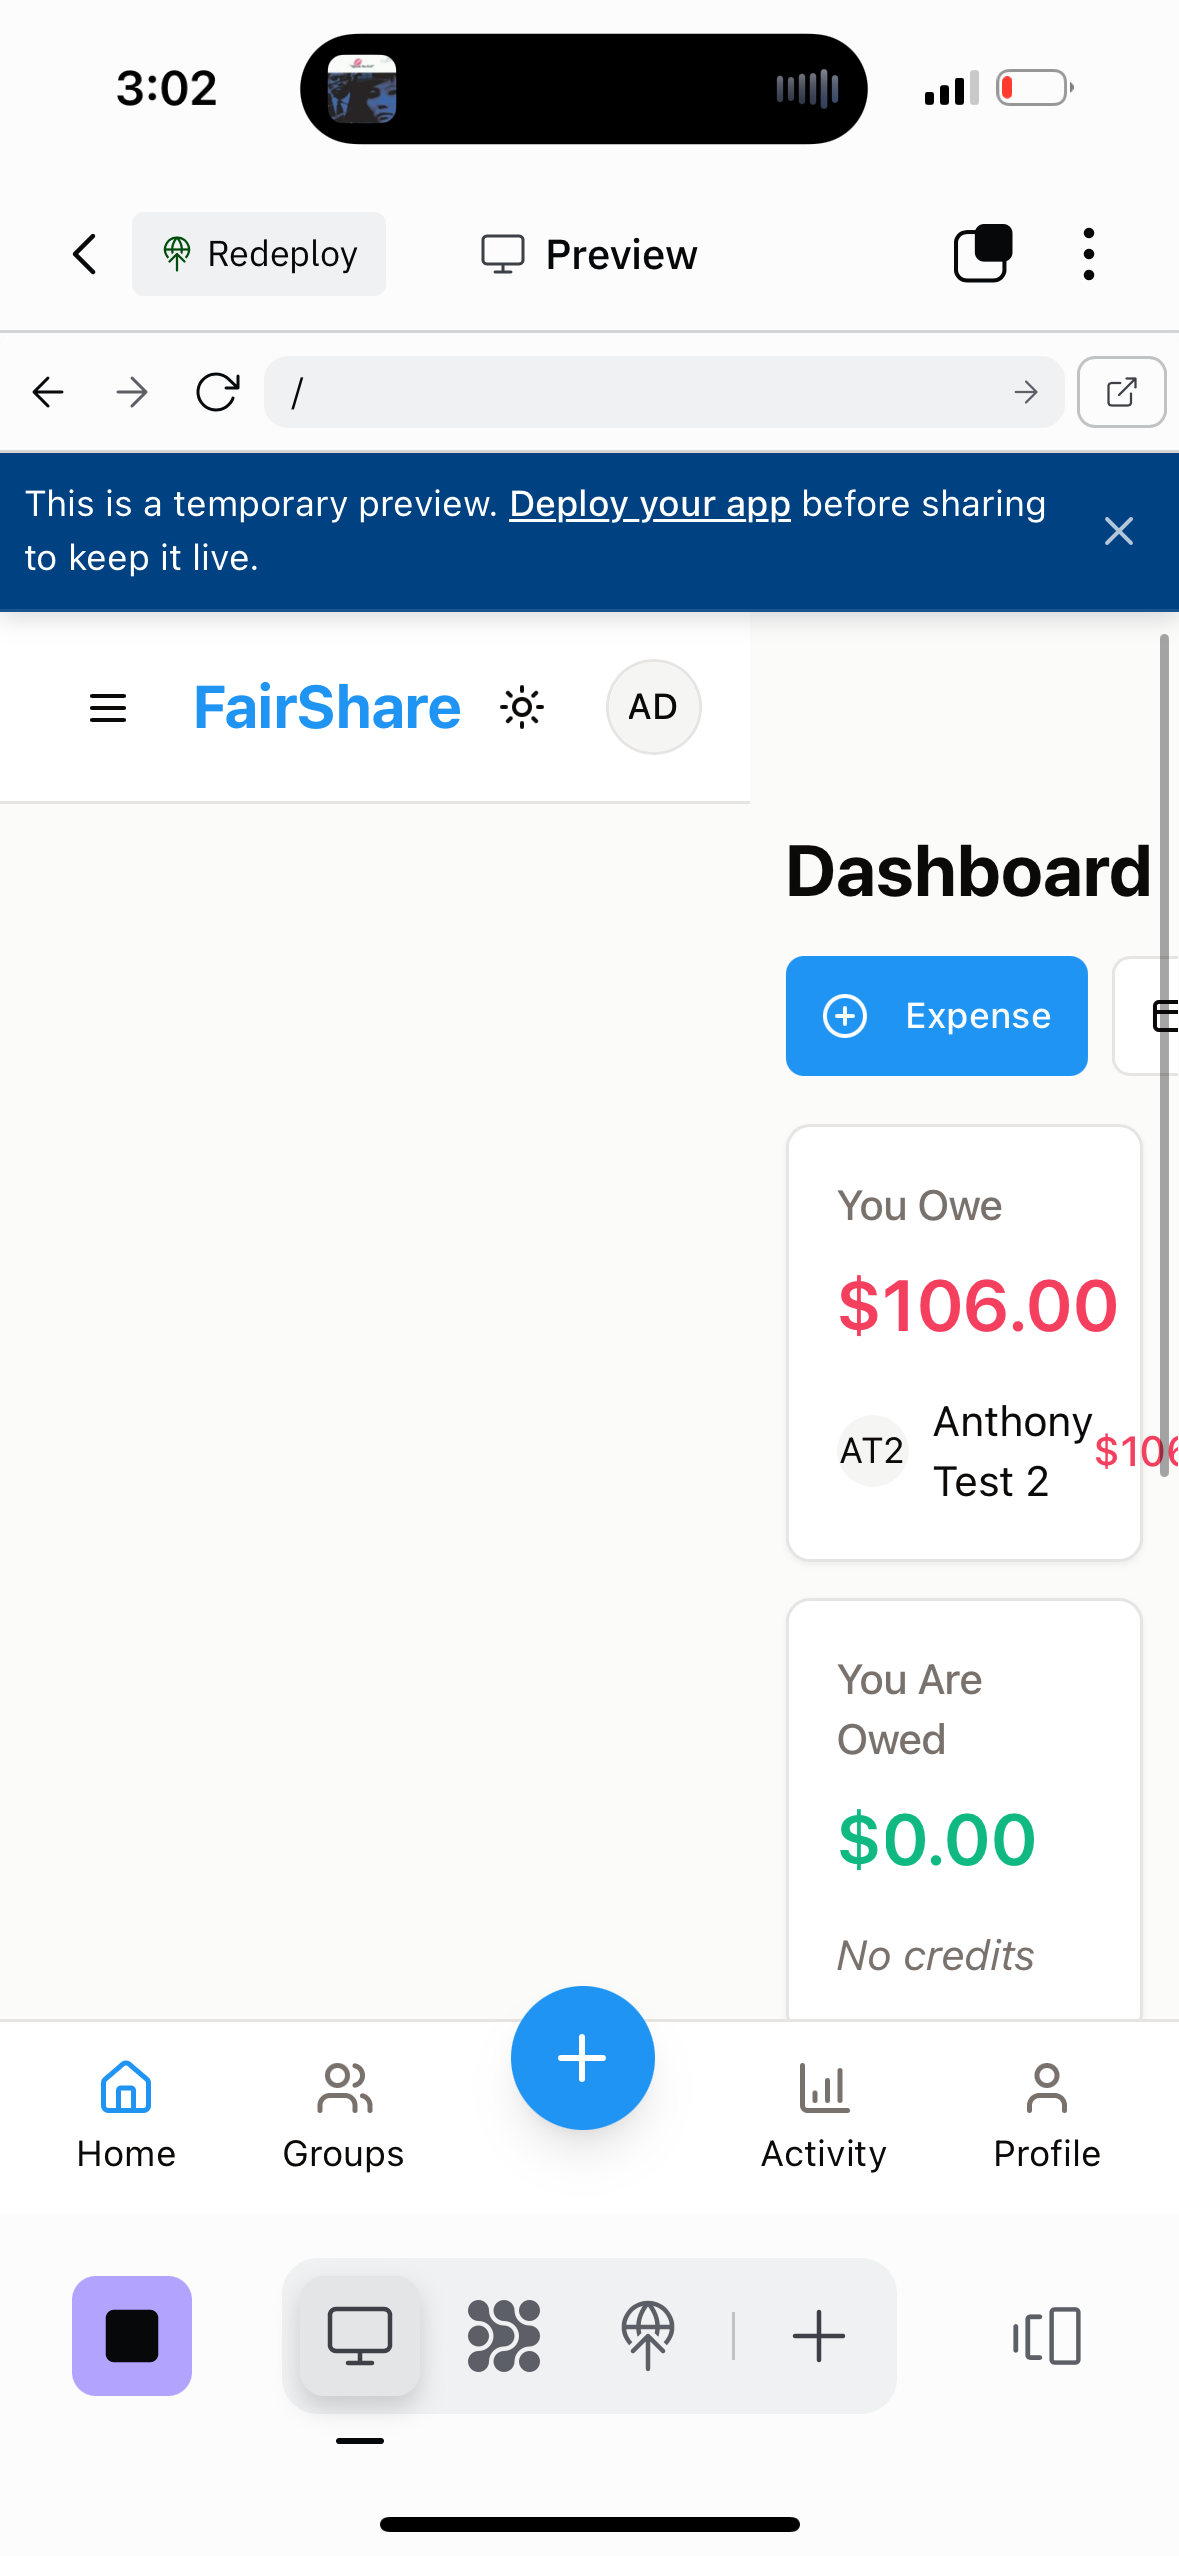 3:02
Redeploy
Preview
/
This is a temporary preview. Deploy your app before sharing
to keep it live.
FairShare
AD
Dashboard
Expense
You Owe
$106.00
AT2
Anthony
Test 2
You Are
Owed
$0.00
No credits
Home
Groups
Activity
Profile